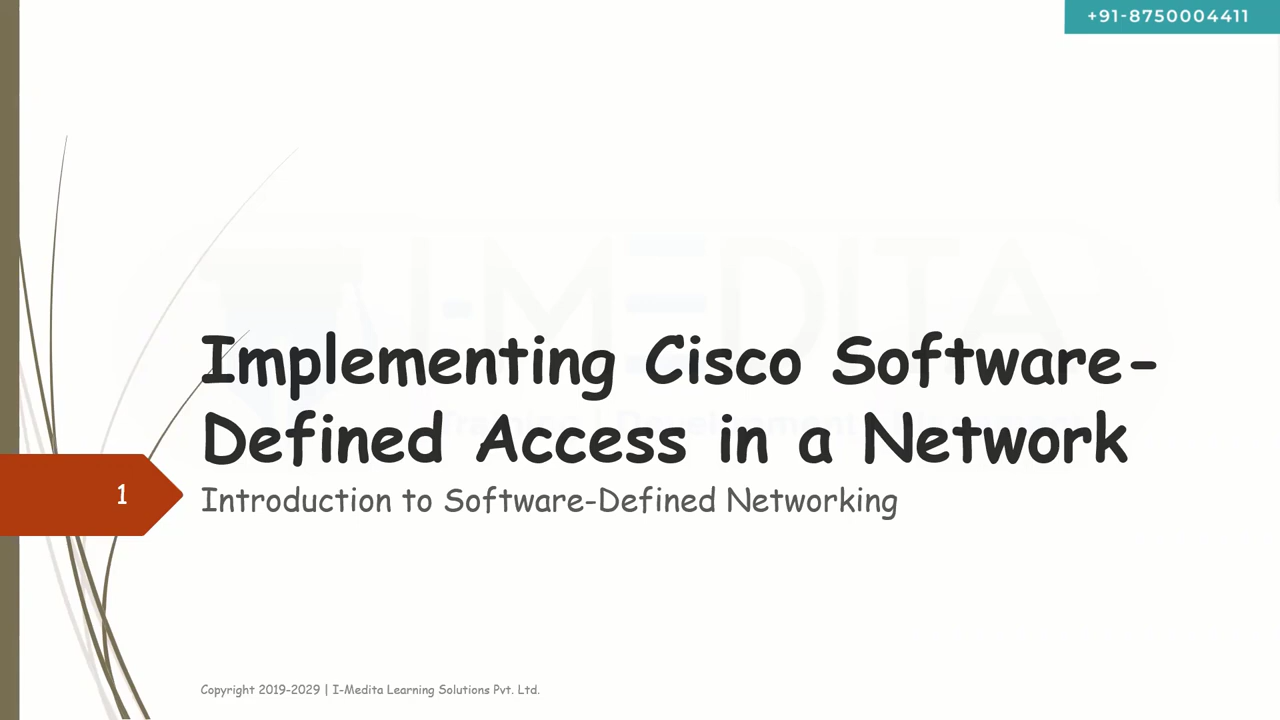 +91-8750004411
I-MEDITA
Implementing Cisco Software-
Defined Access in a Network
1
Introduction to Software-Defined Networking
Copyright 2019-2029 | I-Medita Learning Solutions Pvt. Ltd.